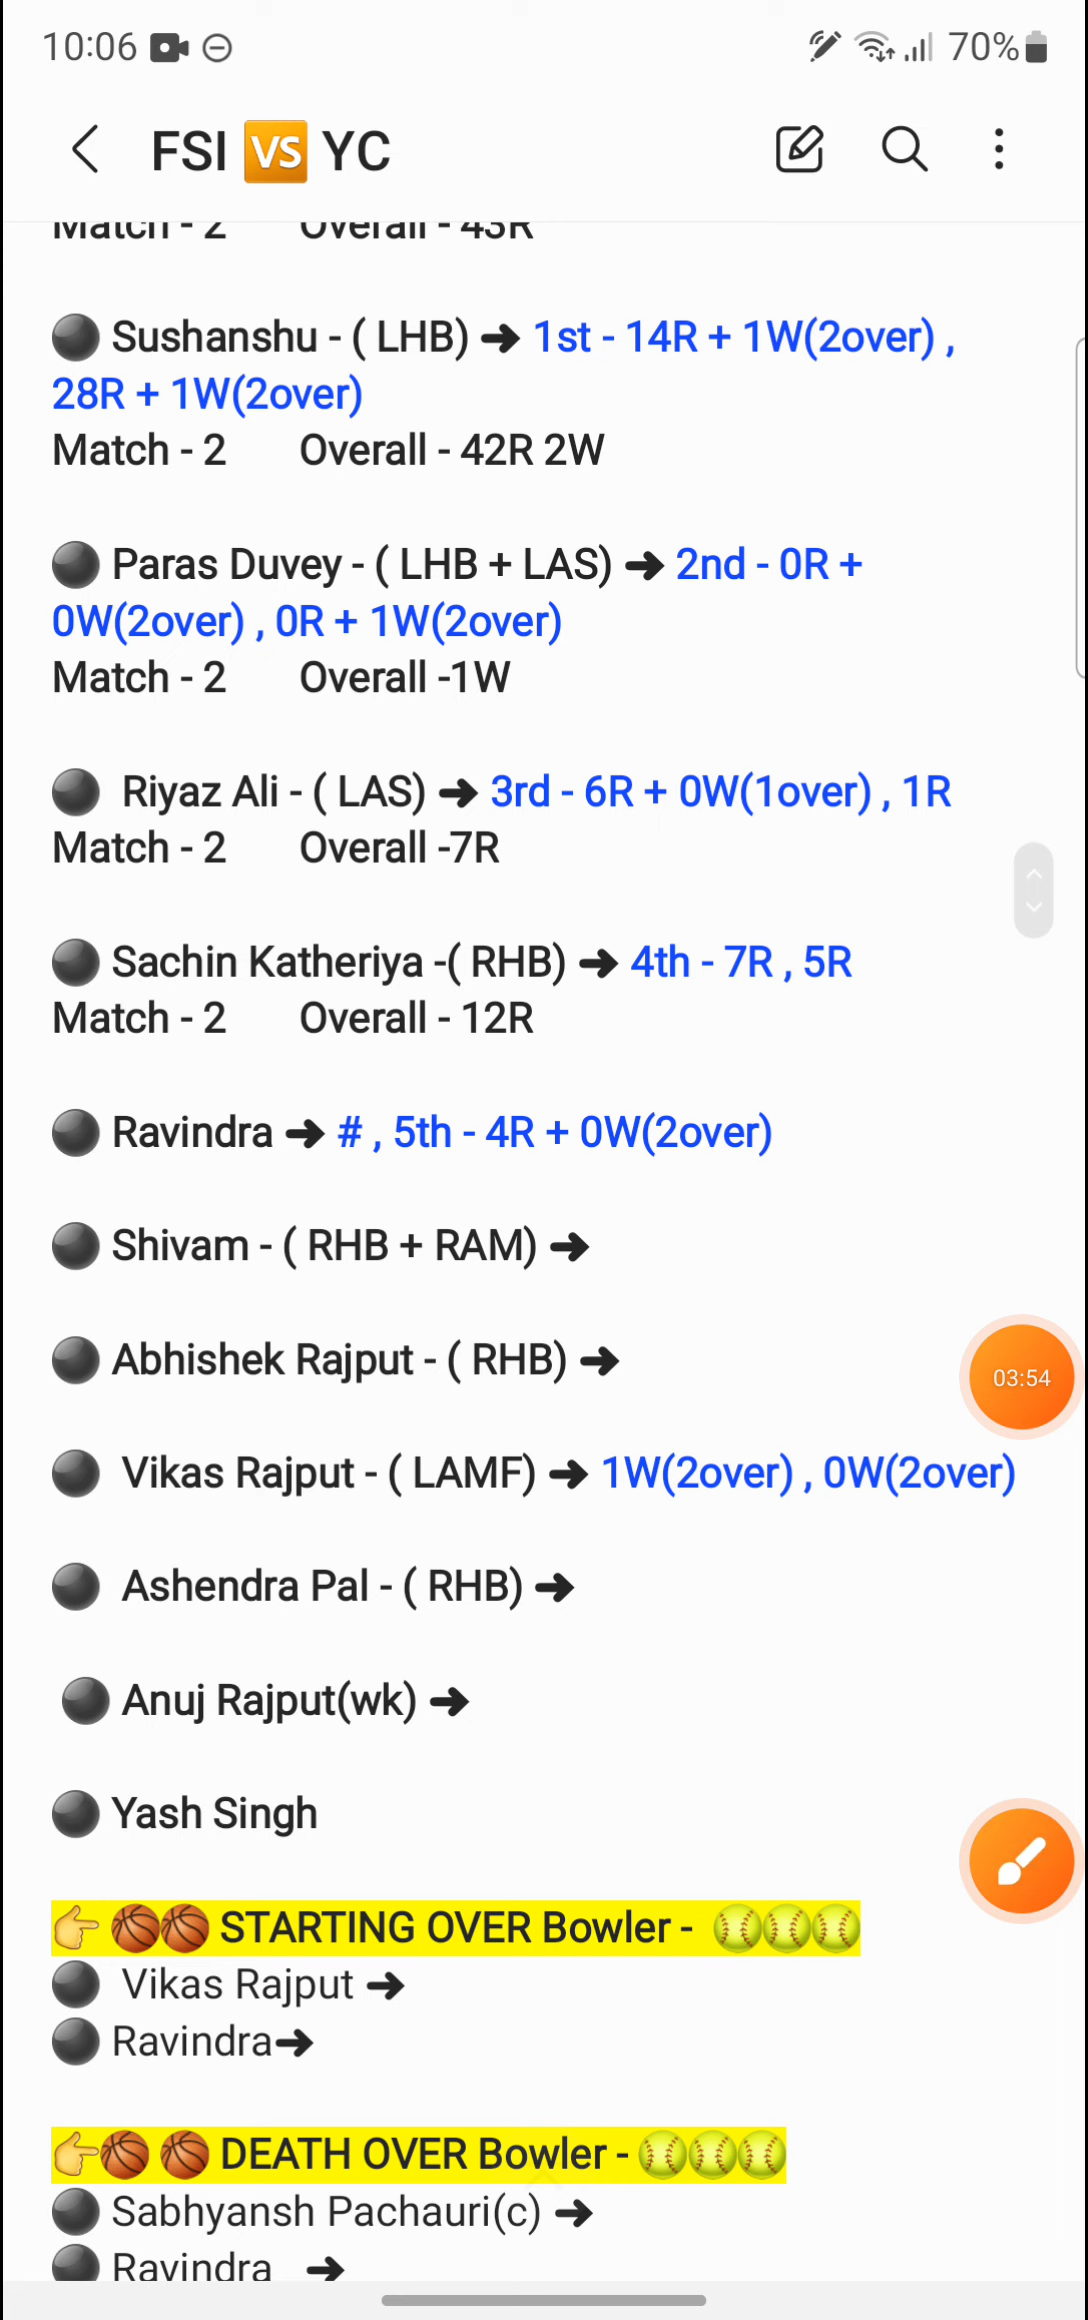 10:06 70%
FSI VS YC
Match - 2 Overall - 43R
Sushanshu - ( LHB) ➔ 1st - 14R + 1W(2over) ,
28R + 1W(2over)
Match - 2 Overall - 42R 2W
Paras Duvey - ( LHB + LAS) ➔ 2nd - 0R +
0W(2over) , 0R + 1W(2over)
Match - 2 Overall -1W
Riyaz Ali - ( LAS) ➔ 3rd - 6R + 0W(1over) , 1R
Match - 2 Overall -7R
Sachin Katheriya -( RHB) ➔ 4th - 7R , 5R
Match - 2 Overall - 12R
Ravindra ➔ # , 5th - 4R + 0W(2over)
Shivam - ( RHB + RAM) ➔
Abhishek Rajput - ( RHB) ➔
03:54
Vikas Rajput - ( LAMF) ➔ 1W(2over) , 0W(2over)
Ashendra Pal - ( RHB) ➔
Anuj Rajput(wk) ➔
Yash Singh
STARTING OVER Bowler -
Vikas Rajput ➔
Ravindra➔
DEATH OVER Bowler -
Sabhyansh Pachauri(c) ➔
Ravindra ➔